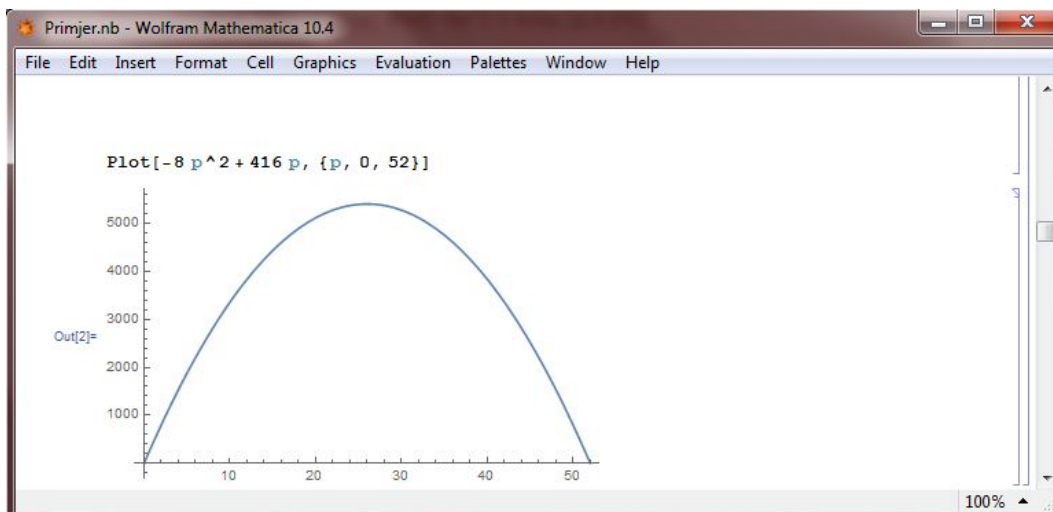 Primjer.nb - Wolfram Mathematica 10.4
File Edit Insert Format Cell Graphics Evaluation Palettes Window Help
Plot[-8 p^2 + 416 p, {p, 0, 52}]
5000
4000
3000
Out[2]=
2000
1000
10 20 30 40 50
100%